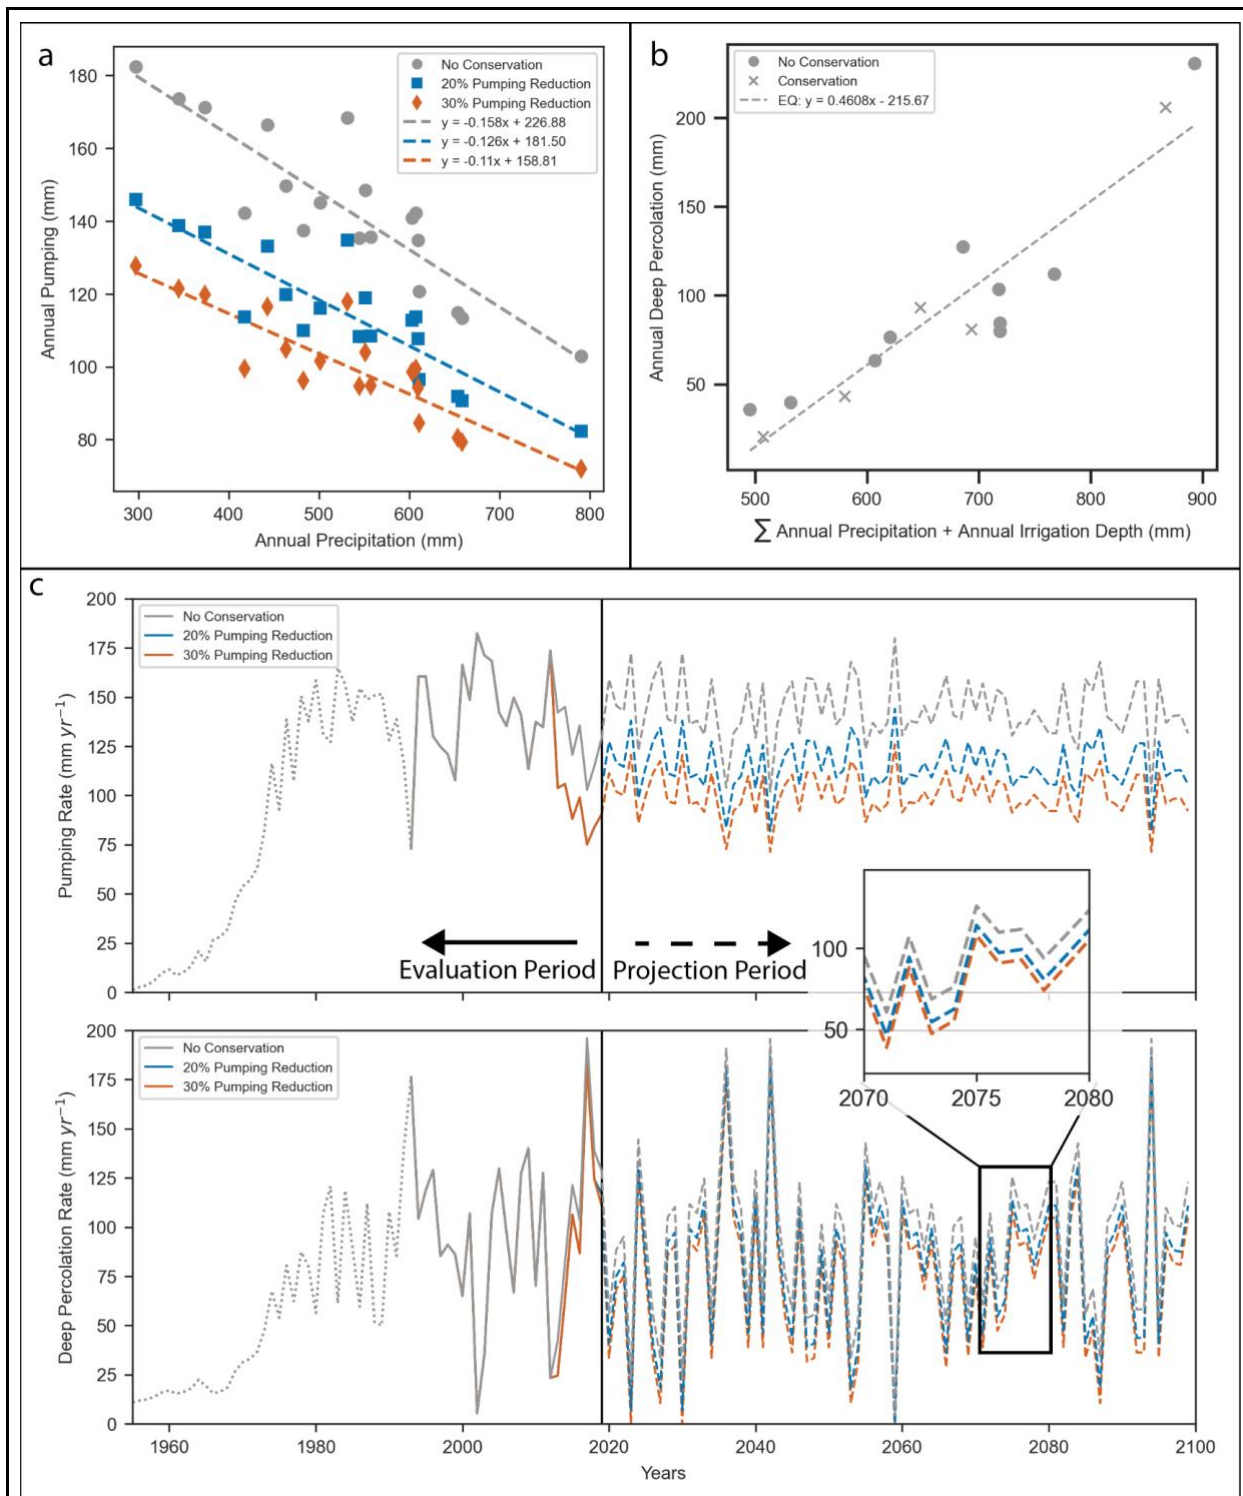 a
180
160
140
120
100
80
Annual Pumping (mm)
No Conservation
20% Pumping Reduction
30% Pumping Reduction
y = -0.158x + 226.88
y = -0.126x + 181.50
y = -0.11x + 158.81
300 400 500 600 700 800
Annual Precipitation (mm)
b
200
150
100
50
Annual Deep Percolation (mm)
No Conservation
Conservation
EQ: y = 0.4608x - 215.67
500 600 700 800 900
∑ Annual Precipitation + Annual Irrigation Depth (mm)
c
200
175
150
125
100
75
50
25
0
Pumping Rate (mm yr⁻¹)
No Conservation
20% Pumping Reduction
30% Pumping Reduction
Evaluation Period
Projection Period
100
50
2070 2075 2080
200
175
150
125
100
75
50
25
0
Deep Percolation Rate (mm yr⁻¹)
No Conservation
20% Pumping Reduction
30% Pumping Reduction
1960 1980 2000 2020 2040 2060 2080 2100
Years